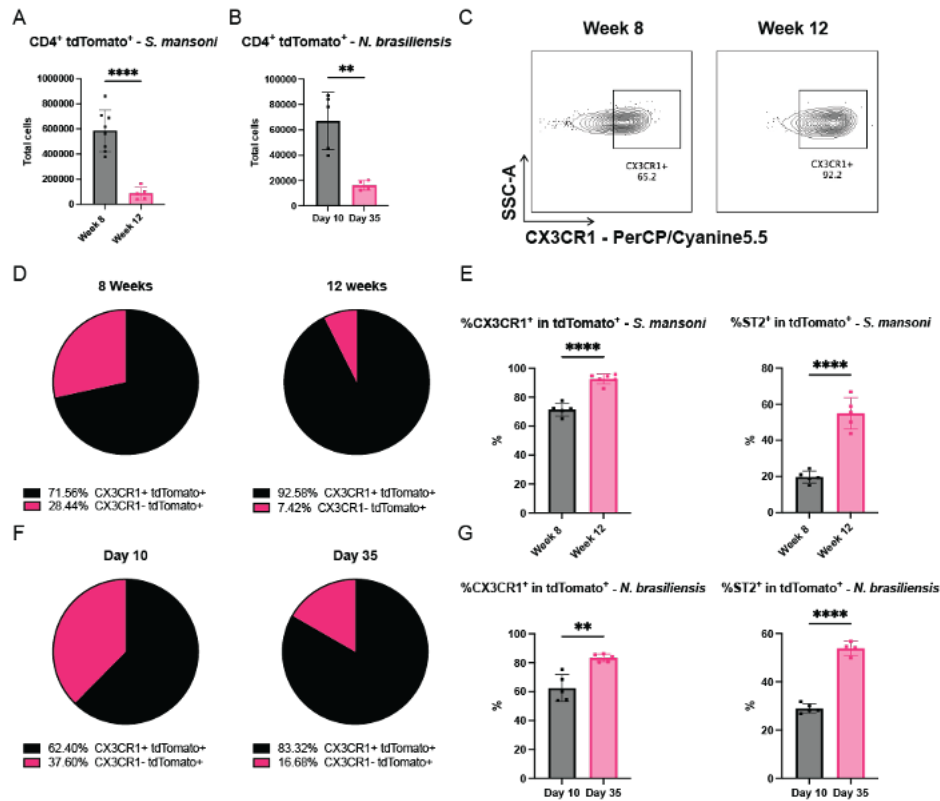 A
CD4⁺ tdTomato⁺ - S. mansoni
****
1000000
800000
600000
400000
200000
0
Total cells
Week 8
Week 12
B
CD4⁺ tdTomato⁺ - N. brasiliensis
**
100000
80000
60000
40000
20000
0
Total cells
Day 10
Day 35
C
Week 8
Week 12
CX3CR1+
65.2
CX3CR1+
92.2
SSC-A
CX3CR1 - PerCP/Cyanine5.5
D
8 Weeks
12 weeks
71.56% CX3CR1+ tdTomato+
28.44% CX3CR1- tdTomato+
92.58% CX3CR1+ tdTomato+
7.42% CX3CR1- tdTomato+
E
%CX3CR1⁺ in tdTomato⁺ - S. mansoni
****
100
80
60
40
20
0
%
Week 8
Week 12
%ST2⁺ in tdTomato⁺ - S. mansoni
****
80
60
40
20
0
%
Week 8
Week 12
F
Day 10
Day 35
62.40% CX3CR1+ tdTomato+
37.60% CX3CR1- tdTomato+
83.32% CX3CR1+ tdTomato+
16.68% CX3CR1- tdTomato+
G
%CX3CR1⁺ in tdTomato⁺ - N. brasiliensis
**
100
80
60
40
20
0
%
Day 10
Day 35
%ST2⁺ in tdTomato⁺ - N. brasiliensis
****
60
40
20
0
%
Day 10
Day 35